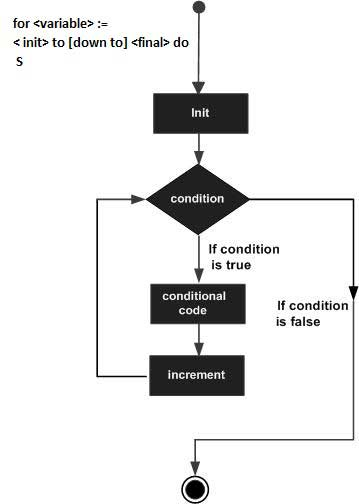 for <variable> :=
< init> to [down to] <final> do
S
Init
condition
If condition
is true
conditional
code
If condition
is false
increment